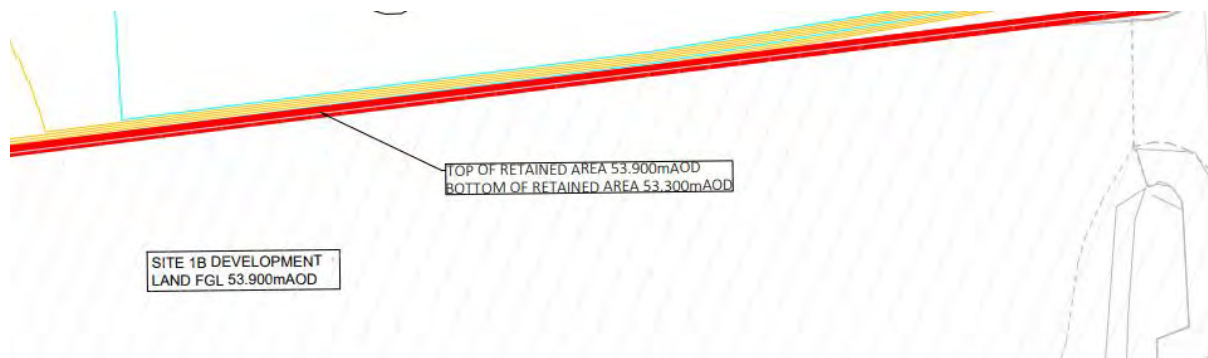 TOP OF RETAINED AREA 53.900mAOD
BOTTOM OF RETAINED AREA 53.300mAOD
SITE 1B DEVELOPMENT
LAND FGL 53.900mAOD